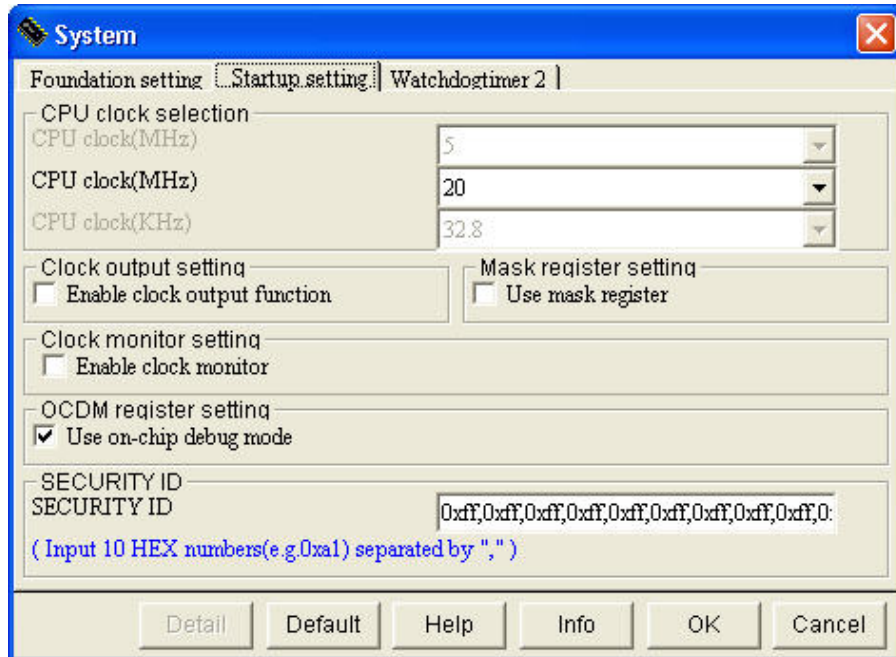 System
Foundation setting Startup setting Watchdogtimer 2
CPU clock selection
CPU clock(MHz) 5
CPU clock(MHz) 20
CPU clock(KHz) 32.8
Clock output setting
Enable clock output function
Mask register setting
Use mask register
Clock monitor setting
Enable clock monitor
OCDM register setting
Use on-chip debug mode
SECURITY ID
SECURITY ID 0xff,0xff,0xff,0xff,0xff,0xff,0xff,0xff,0xff,0:
( Input 10 HEX numbers(e.g.0xa1) separated by "," )
Detail Default Help Info OK Cancel